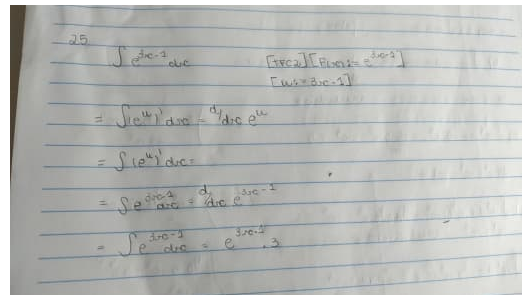 25
∫ e^{3x-1} dx [TFC2] [F(x) = e^{3x-1}]
[u = 3x-1]
= ∫(e^u)' dx = d/dx e^u
= ∫(e^u)' dx =
= ∫ e^{3x-1} dx = d/dx e^{3x-1}
= ∫ e^{3x-1} dx = e^{3x-1} . 3